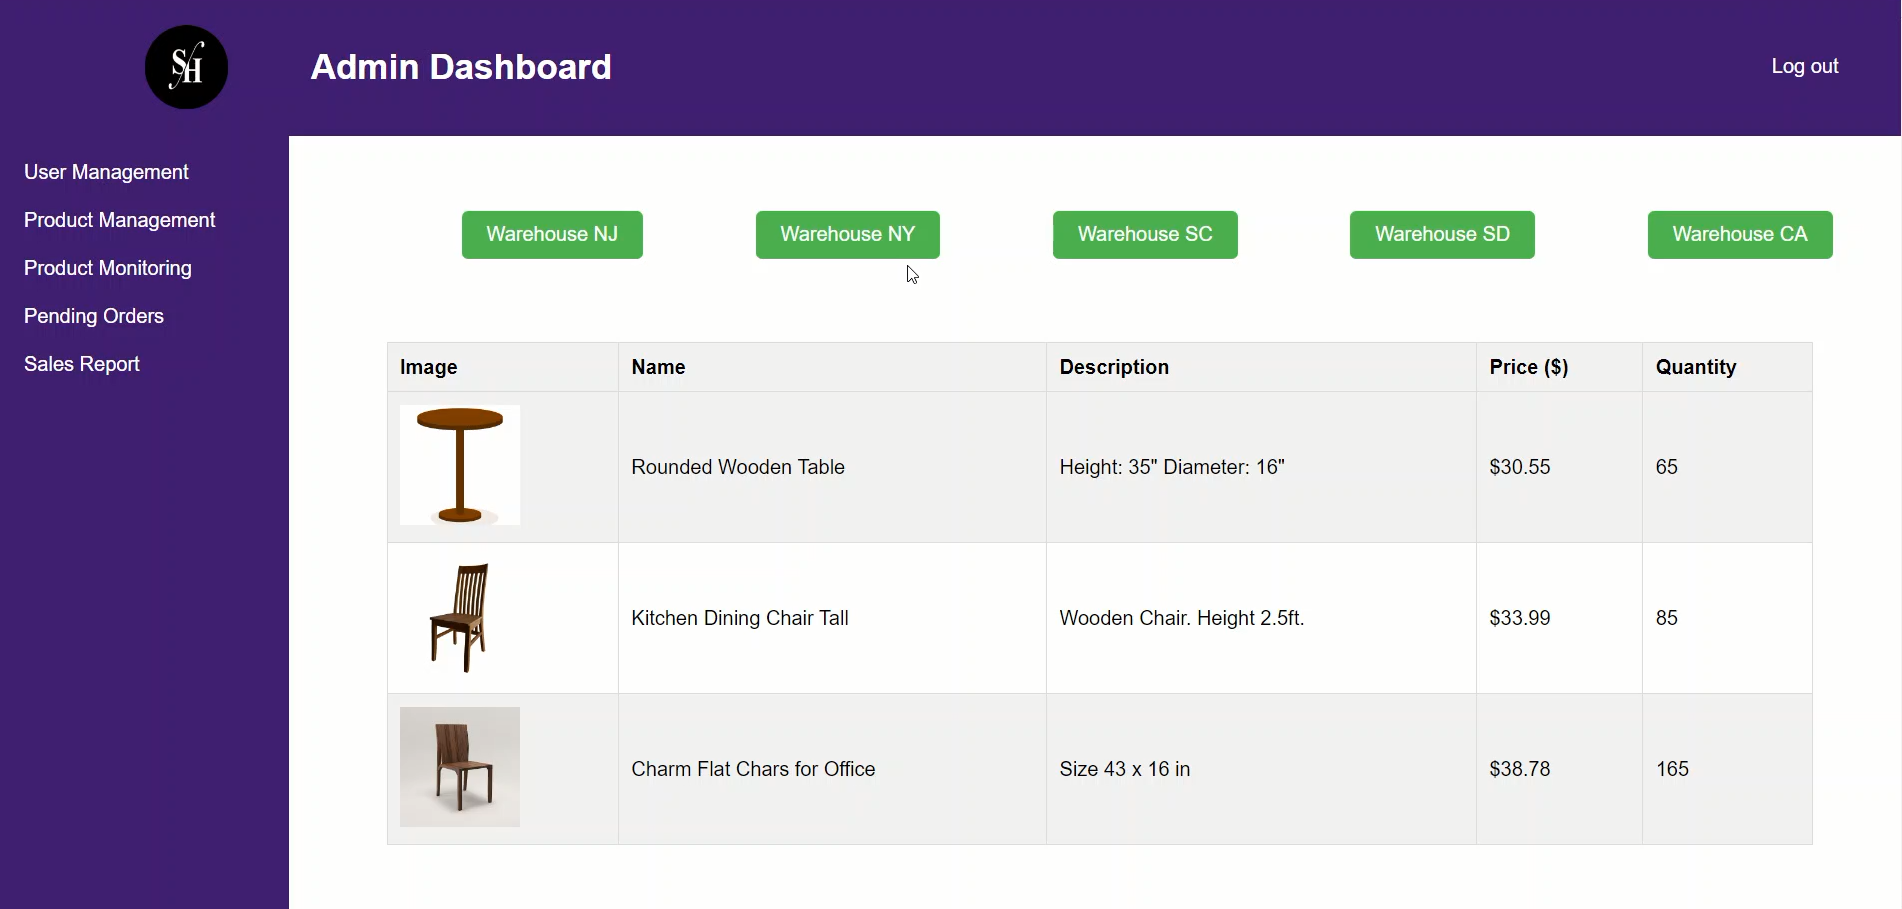 SH
Admin Dashboard
Log out
User Management
Product Management
Product Monitoring
Pending Orders
Sales Report
Warehouse NJ Warehouse NY Warehouse SC Warehouse SD Warehouse CA
Image Name Description Price ($) Quantity
Rounded Wooden Table Height: 35" Diameter: 16" $30.55 65
Kitchen Dining Chair Tall Wooden Chair. Height 2.5ft. $33.99 85
Charm Flat Chars for Office Size 43 x 16 in $38.78 165